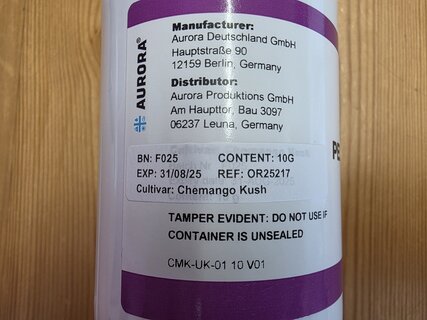 AURORA®
Manufacturer:
Aurora Deutschland GmbH
Hauptstraße 90
12159 Berlin, Germany
Distributor:
Aurora Produktions GmbH
Am Haupttor, Bau 3097
06237 Leuna, Germany
BN: F025 CONTENT: 10G
EXP: 31/08/25 REF: OR25217
Cultivar: Chemango Kush
TAMPER EVIDENT: DO NOT USE IF
CONTAINER IS UNSEALED
CMK-UK-01 10 V01
PE